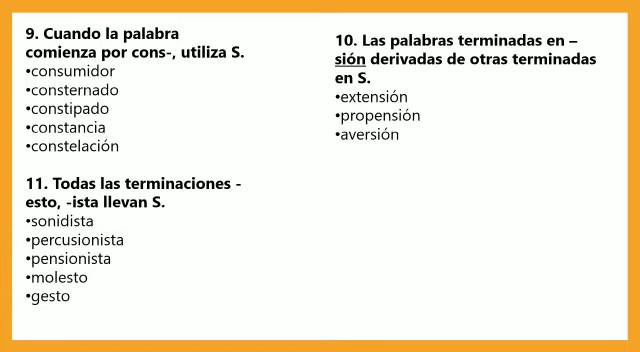 9. Cuando la palabra
comienza por cons-, utiliza S.
•consumidor
•consternado
•constipado
•constancia
•constelación
10. Las palabras terminadas en –
sión derivadas de otras terminadas
en S.
•extensión
•propensión
•aversión
11. Todas las terminaciones -
esto, -ista llevan S.
•sonidista
•percusionista
•pensionista
•molesto
•gesto